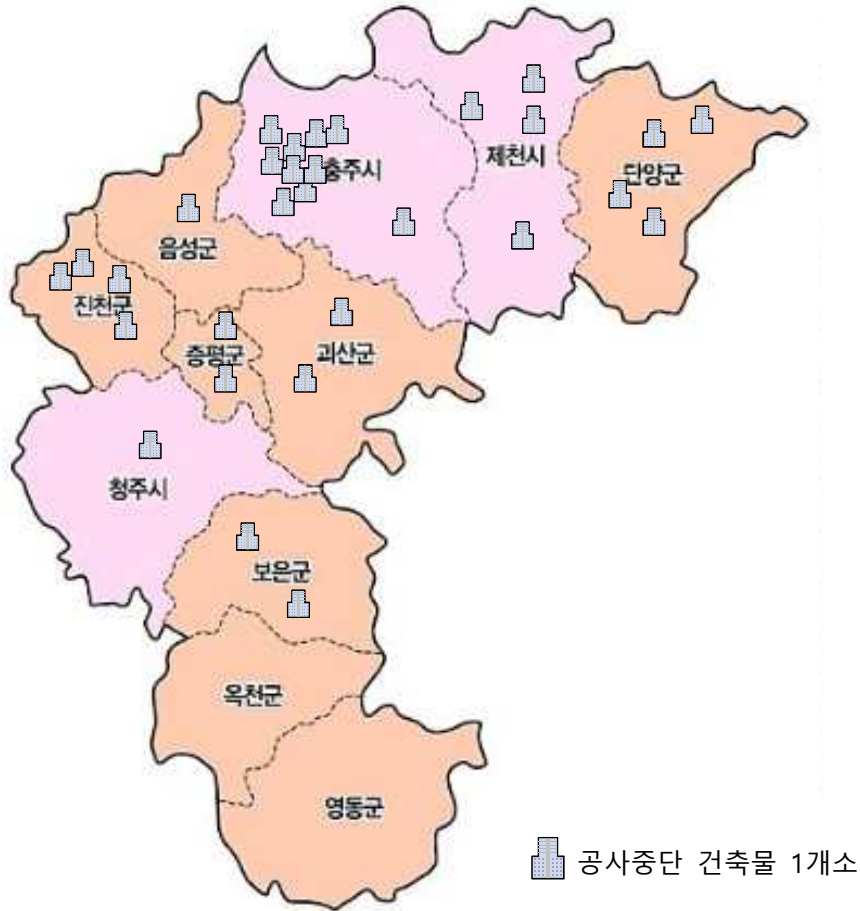 충주시
제천시
단양군
음성군
진천군
증평군
괴산군
청주시
보은군
옥천군
영동군
공사중단 건축물 1개소